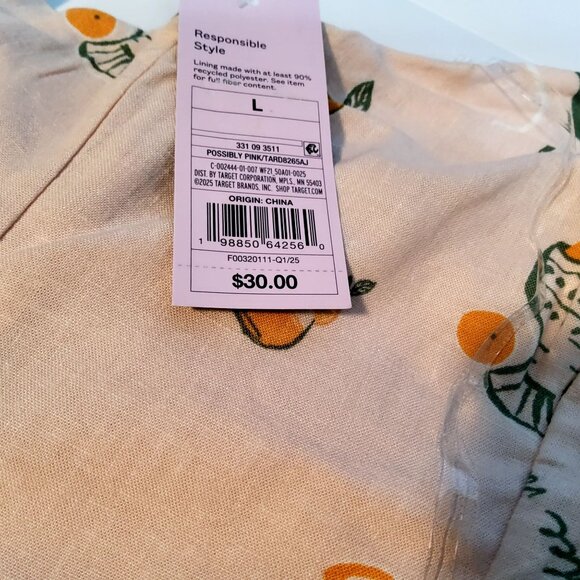 Responsible
Style
Lining made with at least 90%
recycled polyester. See item
for full fiber content.
L
331 09 3511
POSSIBLY PINK/TARD8265AJ
C-002444-01-007 WF21_S0A01-0025
DIST. BY TARGET CORPORATION, MPLS, MN 55403
©2025 TARGET BRANDS, INC. SHOP TARGET.COM
ORIGIN: CHINA
1 98850 64256 0
F00320111-Q1/25
$30.00